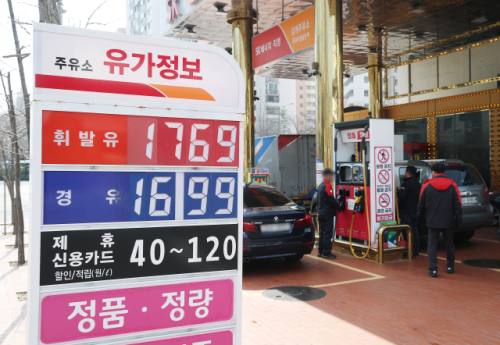 주유소 유가정보
휘발유 1769
경유 1699
제휴
신용카드
할인/적립(원/ℓ)
40~120
정품·정량